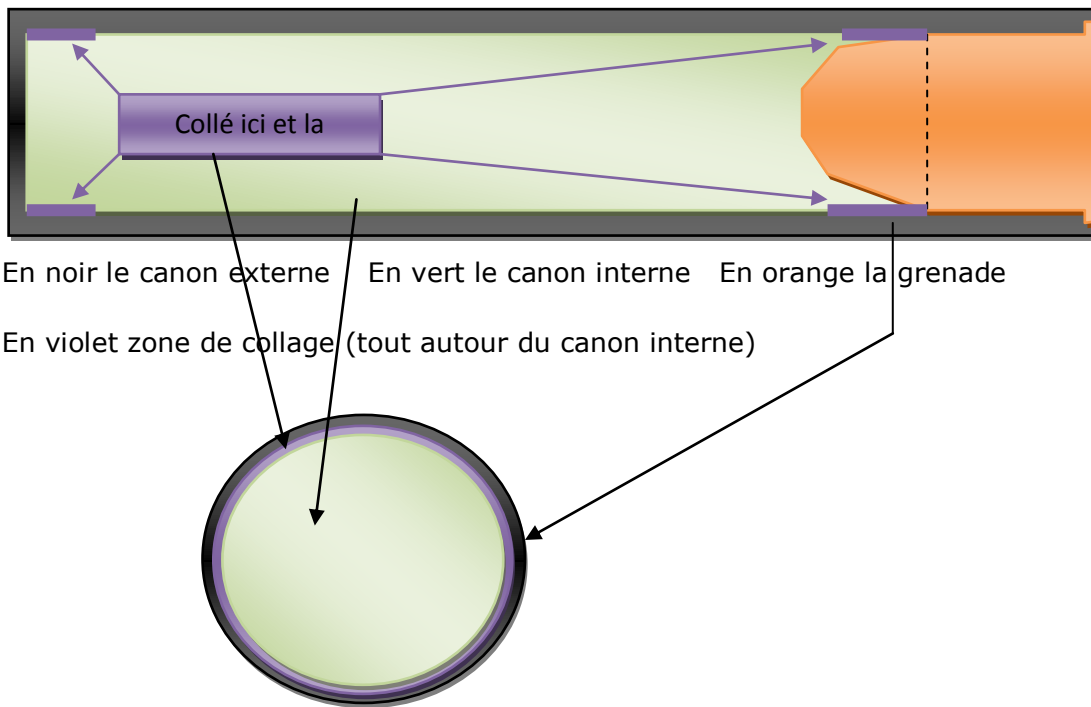 Collé ici et la
En noir le canon externe En vert le canon interne En orange la grenade
En violet zone de collage (tout autour du canon interne)